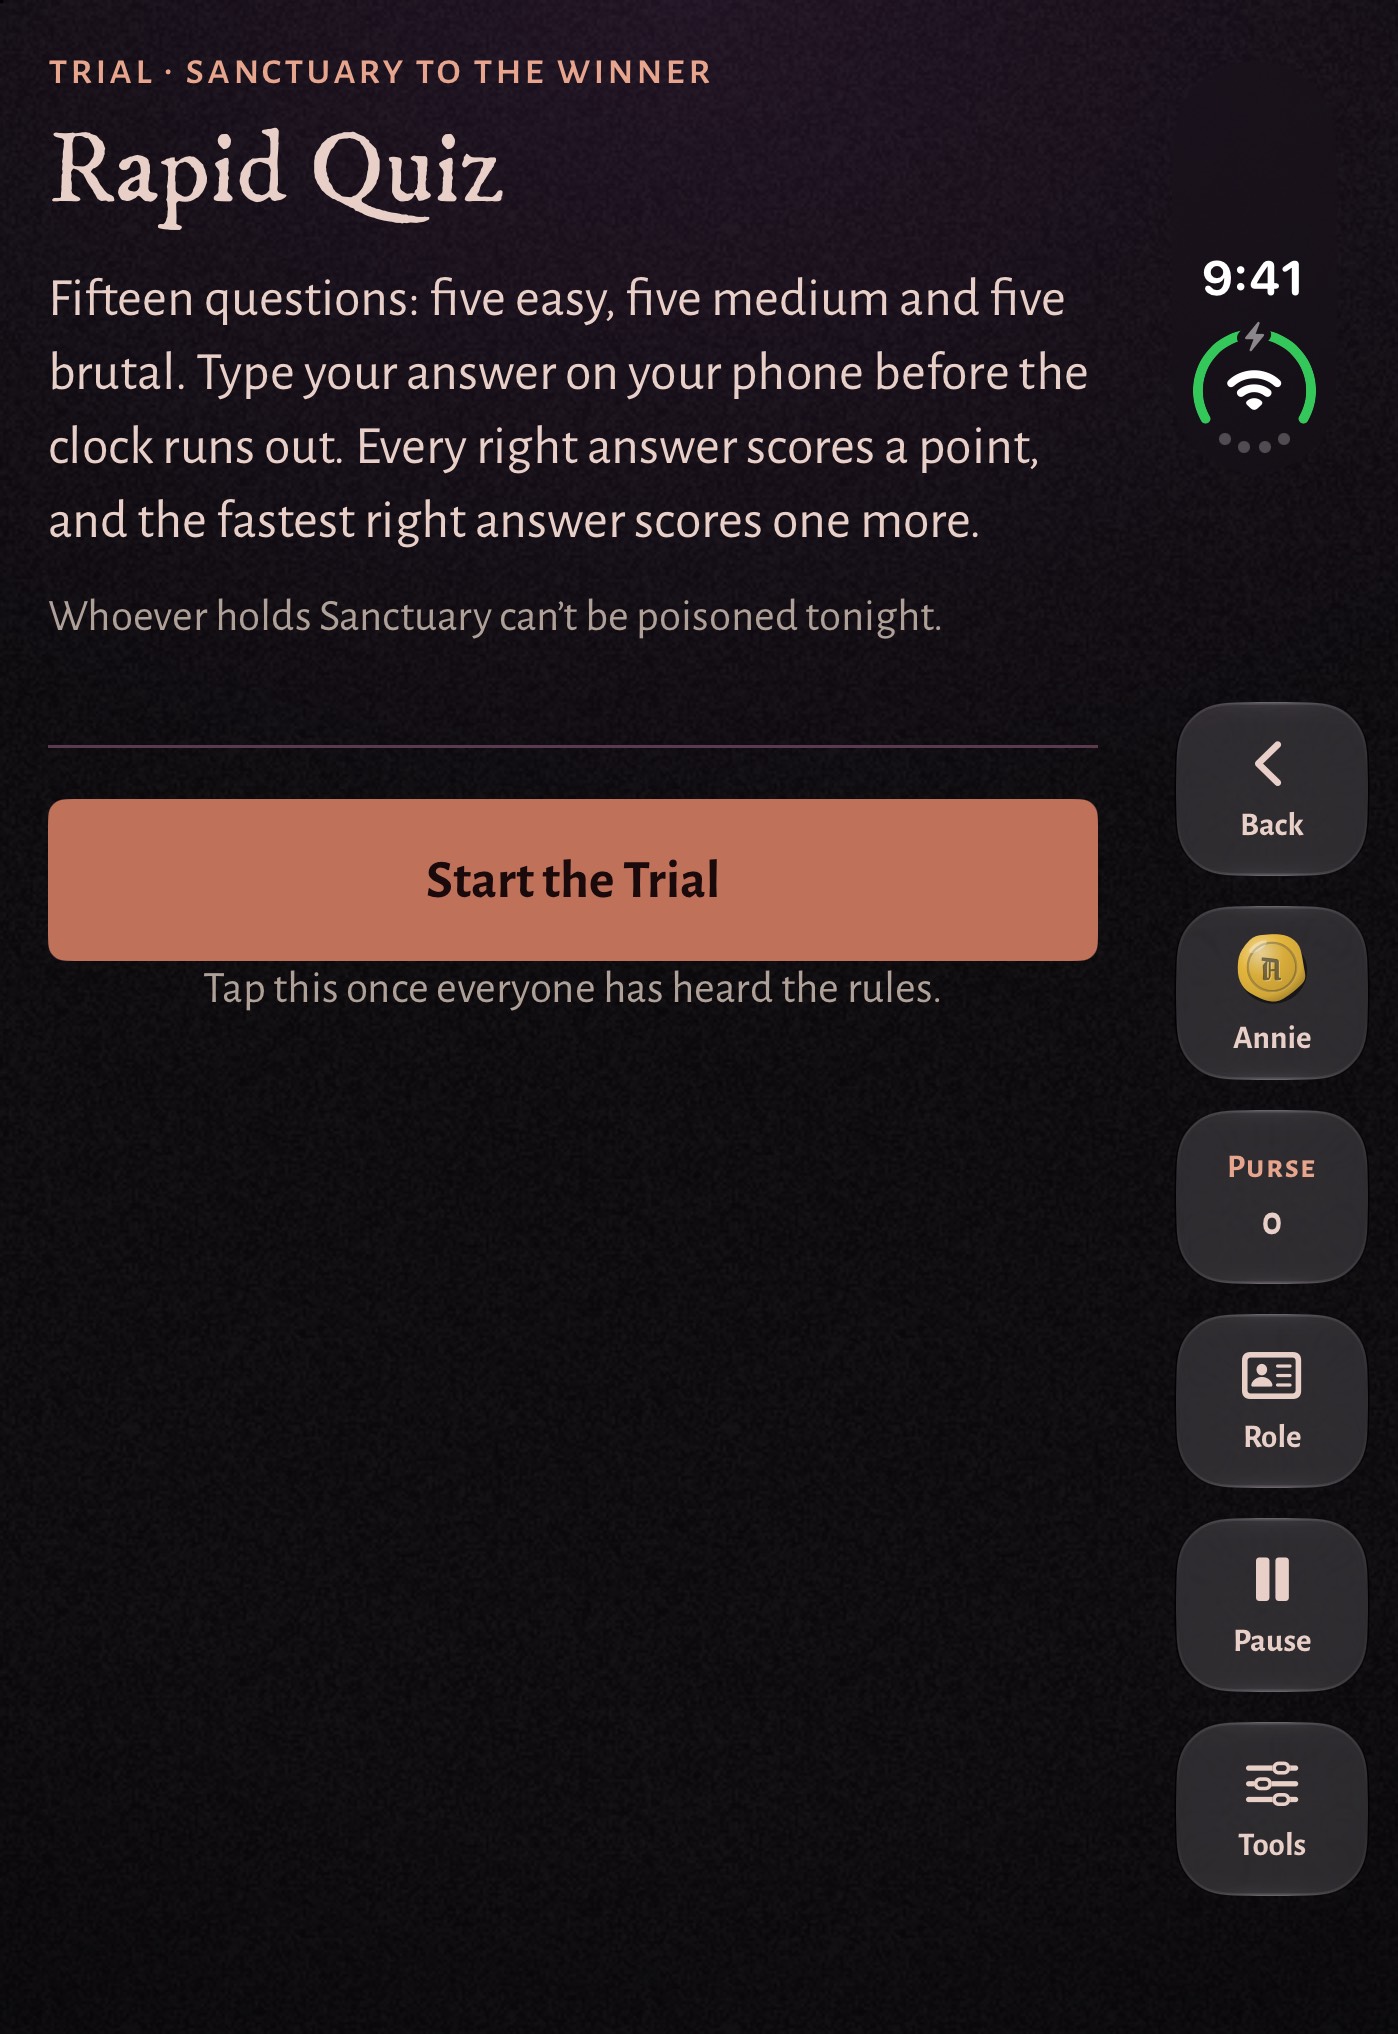 TRIAL · SANCTUARY TO THE WINNER
Rapid Quiz
Fifteen questions: five easy, five medium and five
brutal. Type your answer on your phone before the
clock runs out. Every right answer scores a point,
and the fastest right answer scores one more.
Whoever holds Sanctuary can’t be poisoned tonight.
Start the Trial
Tap this once everyone has heard the rules.
9:41
Back
A
Annie
PURSE
0
Role
Pause
Tools